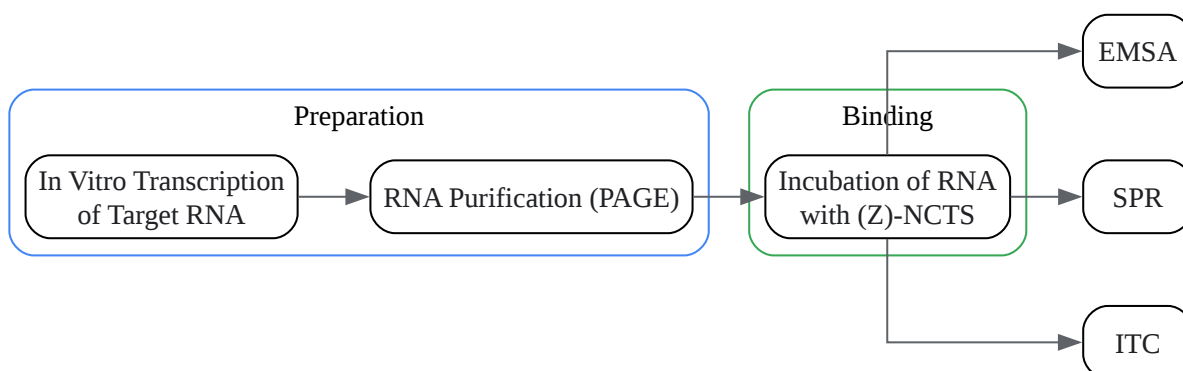 Preparation
In Vitro Transcription
of Target RNA
RNA Purification (PAGE)
Binding
Incubation of RNA
with (Z)-NCTS
EMSA
SPR
ITC